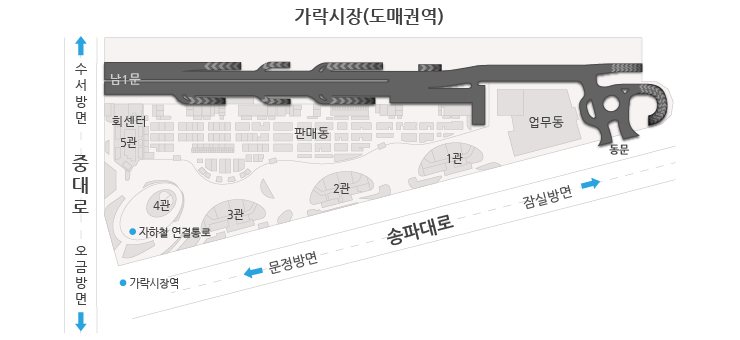 가락시장(도매권역)
수서방면
중대로
오금방면
남1문
회센터
5관
판매동
업무동
동문
1관
2관
3관
4관
지하철 연결통로
가락시장역
문정방면
송파대로
잠실방면